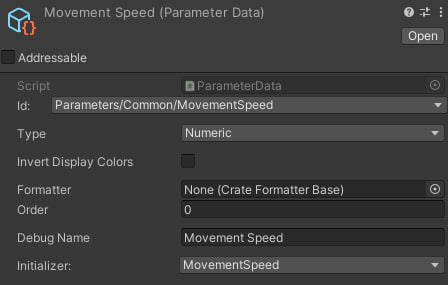 Movement Speed (Parameter Data)
Open
Addressable
Script ParameterData
Id: Parameters/Common/MovementSpeed
Type Numeric
Invert Display Colors
Formatter None (Crate Formatter Base)
Order 0
Debug Name Movement Speed
Initializer: MovementSpeed